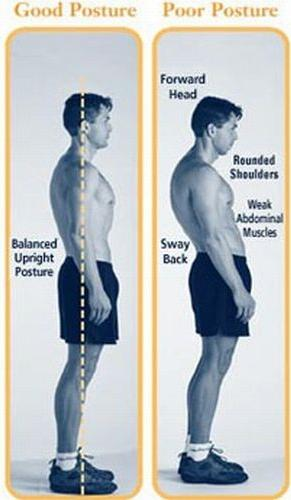 Good Posture
Poor Posture
Balanced
Upright
Posture
Forward
Head
Rounded
Shoulders
Weak
Abdominal
Muscles
Sway
Back